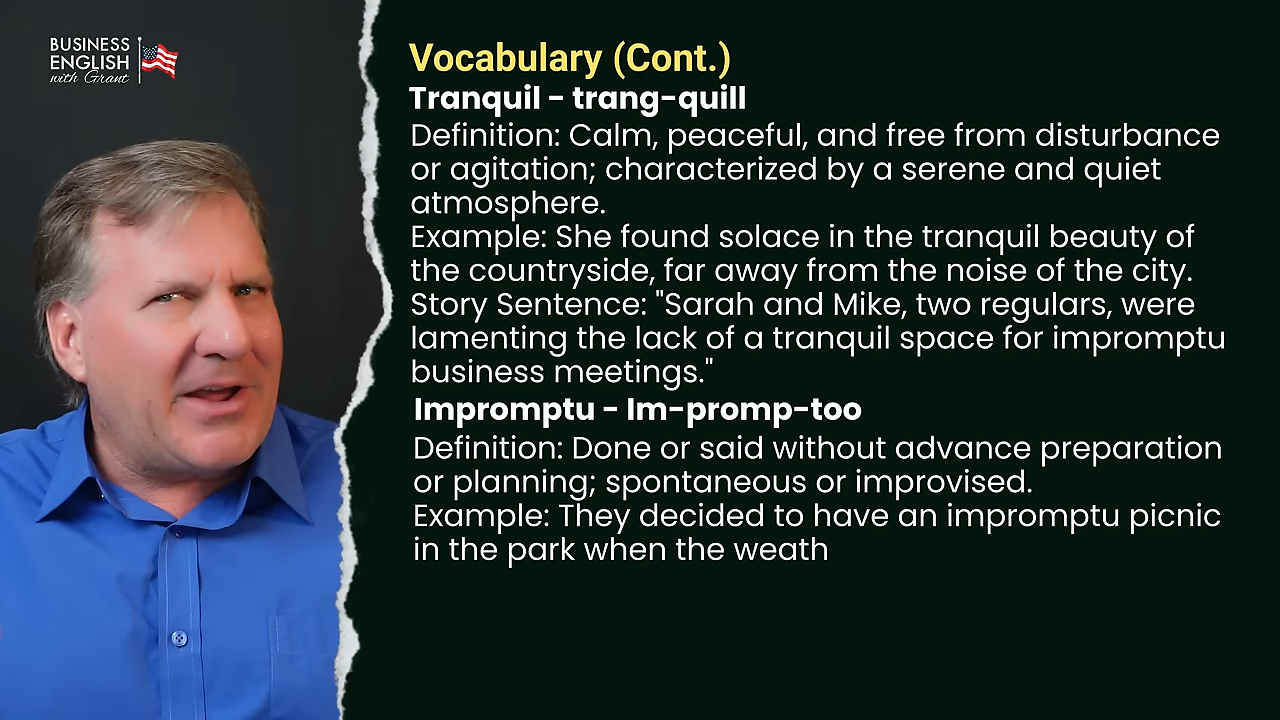 BUSINESS
ENGLISH
with Grant
Vocabulary (Cont.)
Tranquil - trang-quill
Definition: Calm, peaceful, and free from disturbance
or agitation; characterized by a serene and quiet
atmosphere.
Example: She found solace in the tranquil beauty of
the countryside, far away from the noise of the city.
Story Sentence: "Sarah and Mike, two regulars, were
lamenting the lack of a tranquil space for impromptu
business meetings."
Impromptu - Im-promp-too
Definition: Done or said without advance preparation
or planning; spontaneous or improvised.
Example: They decided to have an impromptu picnic
in the park when the weath